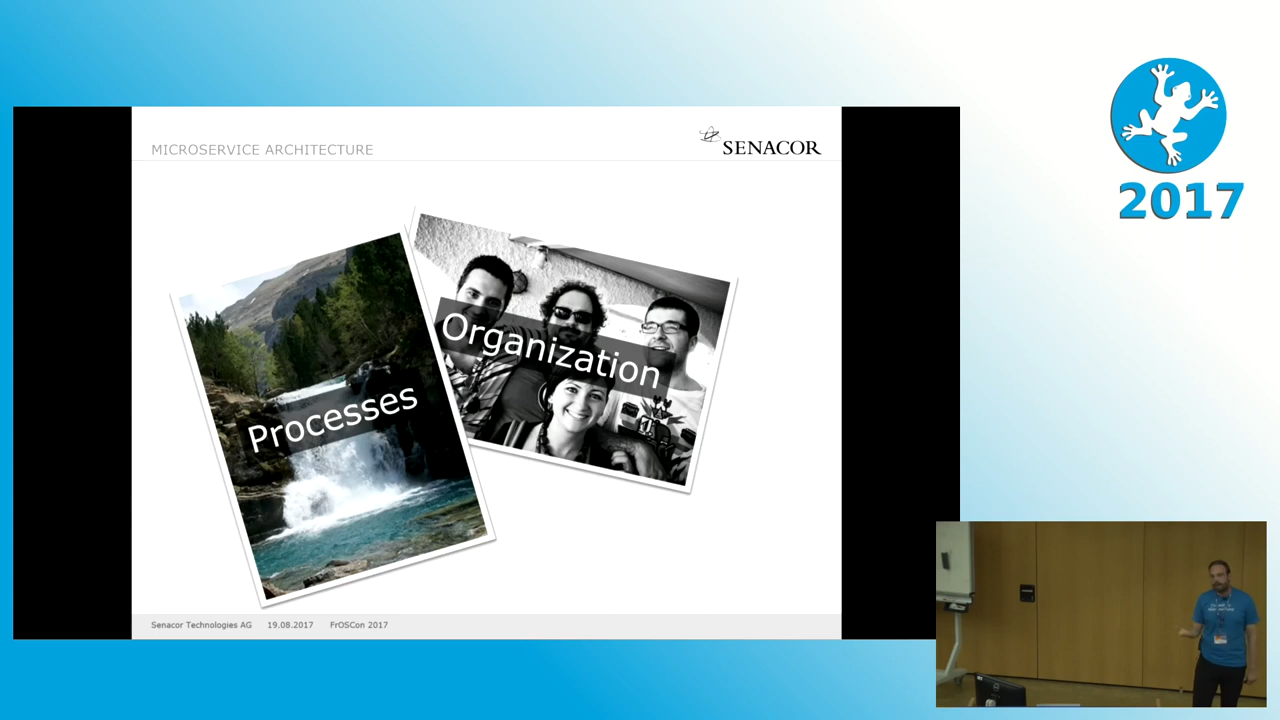 MICROSERVICE ARCHITECTURE
SENACOR
Organization
Processes
Senacor Technologies AG 19.08.2017 FrOSCon 2017
2017